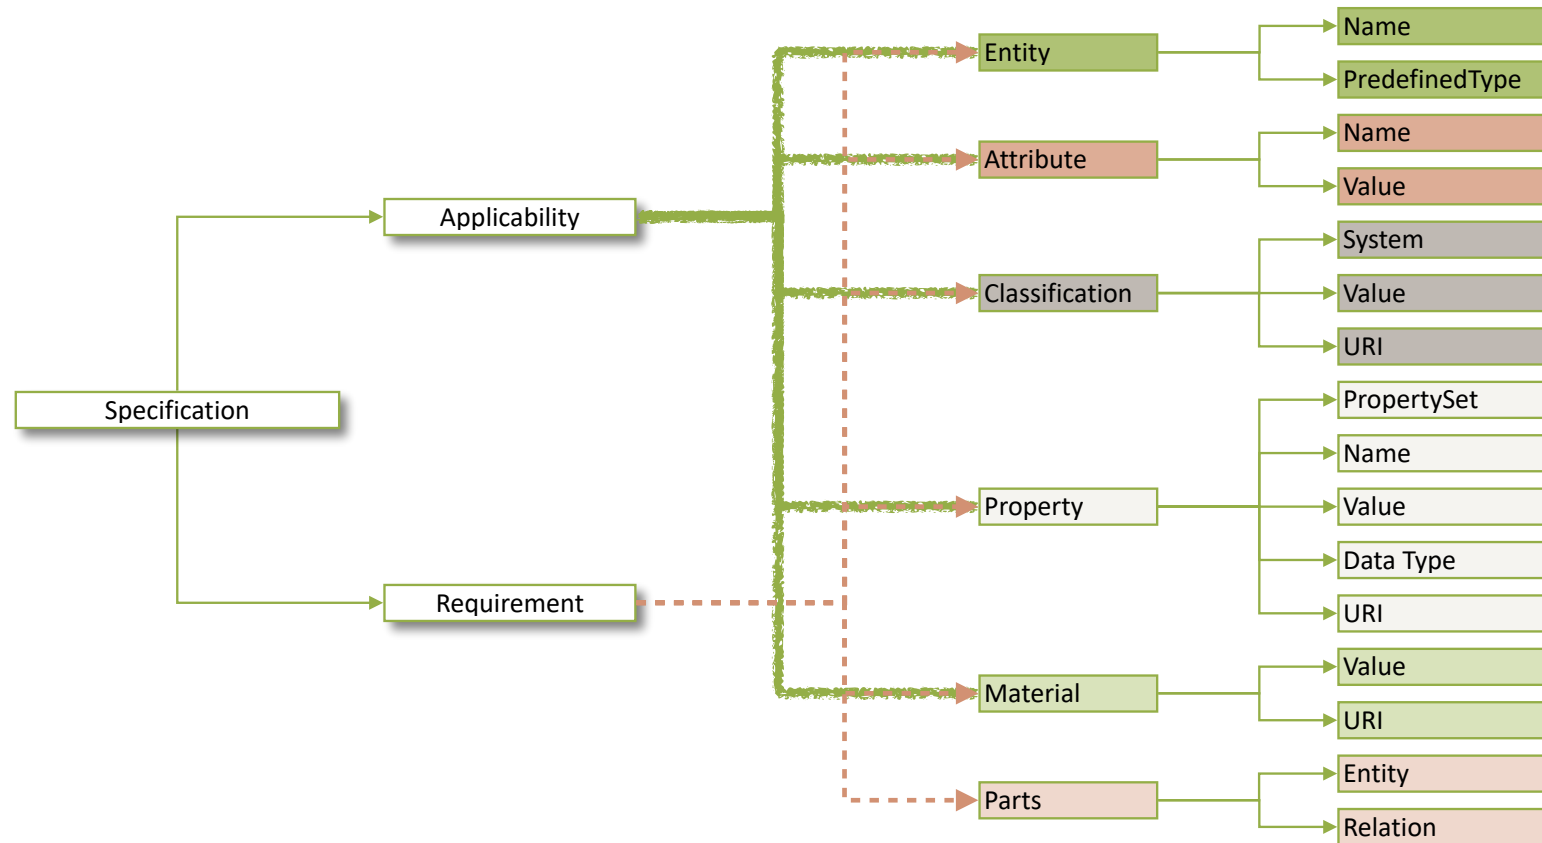 Specification
Applicability
Requirement
Entity
Name
PredefinedType
Attribute
Name
Value
Classification
System
Value
URI
Property
PropertySet
Name
Value
Data Type
URI
Material
Value
URI
Parts
Entity
Relation